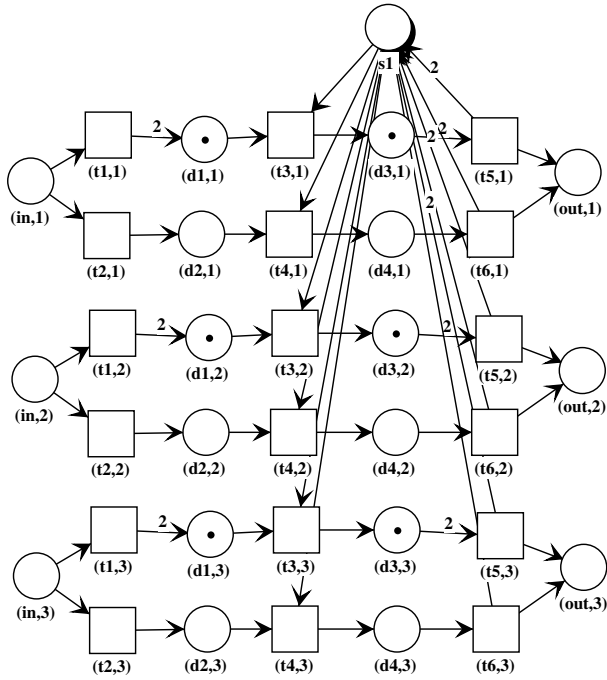 s1
2
2
2
2
(t1,1)
(d1,1)
(t3,1)
(d3,1)
(t5,1)
(in,1)
(out,1)
2
(t2,1)
(d2,1)
(t4,1)
(d4,1)
(t6,1)
2
2
(t1,2)
(d1,2)
(t3,2)
(d3,2)
(t5,2)
(in,2)
(out,2)
(t2,2)
(d2,2)
(t4,2)
(d4,2)
(t6,2)
2
2
(t1,3)
(d1,3)
(t3,3)
(d3,3)
(t5,3)
(in,3)
(out,3)
(t2,3)
(d2,3)
(t4,3)
(d4,3)
(t6,3)